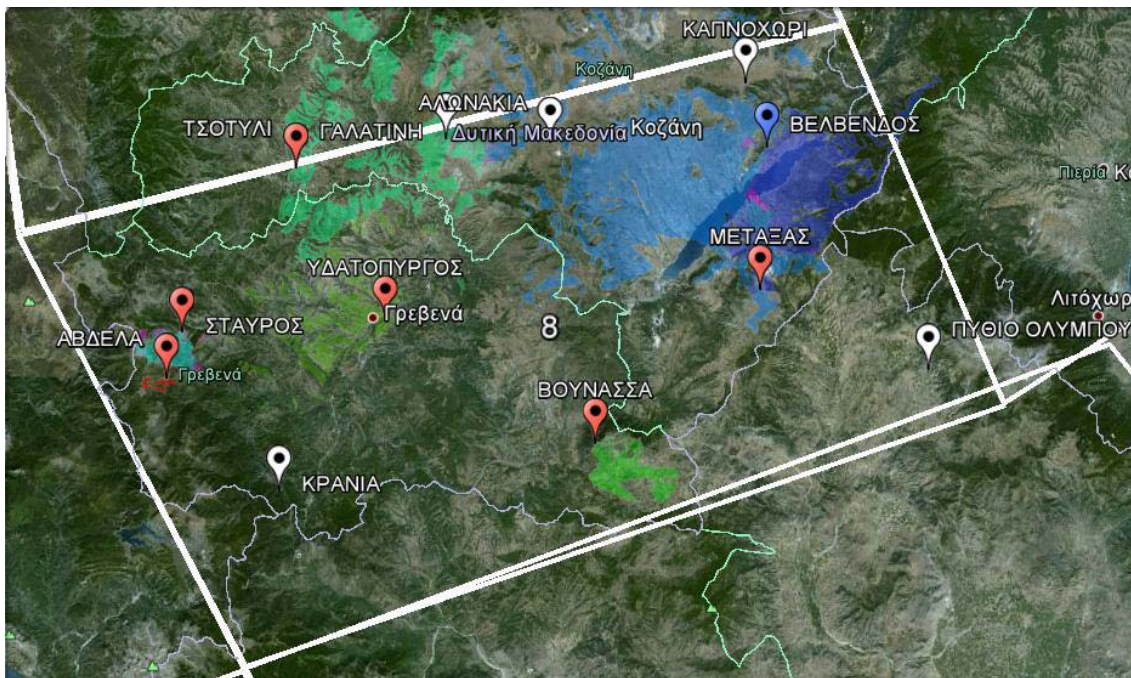 ΚΑΠΝΟΧΩΡΙ
Κοζάνη
ΑΛΩΝΑΚΙΑ
ΤΣΟΤΥΛΙ
ΓΑΛΑΤΙΝΗ
Δυτική Μακεδονία
Κοζάνη
ΒΕΛΒΕΝΔΟΣ
Πιερία
ΜΕΤΑΞΑΣ
ΥΔΑΤΟΠΥΡΓΟΣ
Γρεβενά
ΣΤΑΥΡΟΣ
ΑΒΔΕΛΑ
Γρεβενά
8
ΠΥΘΙΟ ΟΛΥΜΠΟΥ
ΒΟΥΝΑΣΣΑ
ΚΡΑΝΙΑ